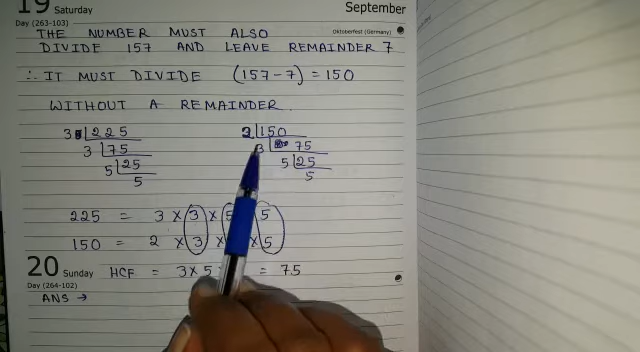 19 Saturday September
Day (263-103) Oktoberfest (Germany)
THE NUMBER MUST ALSO
DIVIDE 157 AND LEAVE REMAINDER 7
∴ IT MUST DIVIDE (157-7) = 150
WITHOUT A REMAINDER.
3 225 2 150
3 75 3 75
5 25 5 25
5 5
225 = 3 × 3 × 5 5
150 = 2 × 3 × × 5
20 Sunday HCF = 3 × 5 = 75
Day (264-102)
ANS →